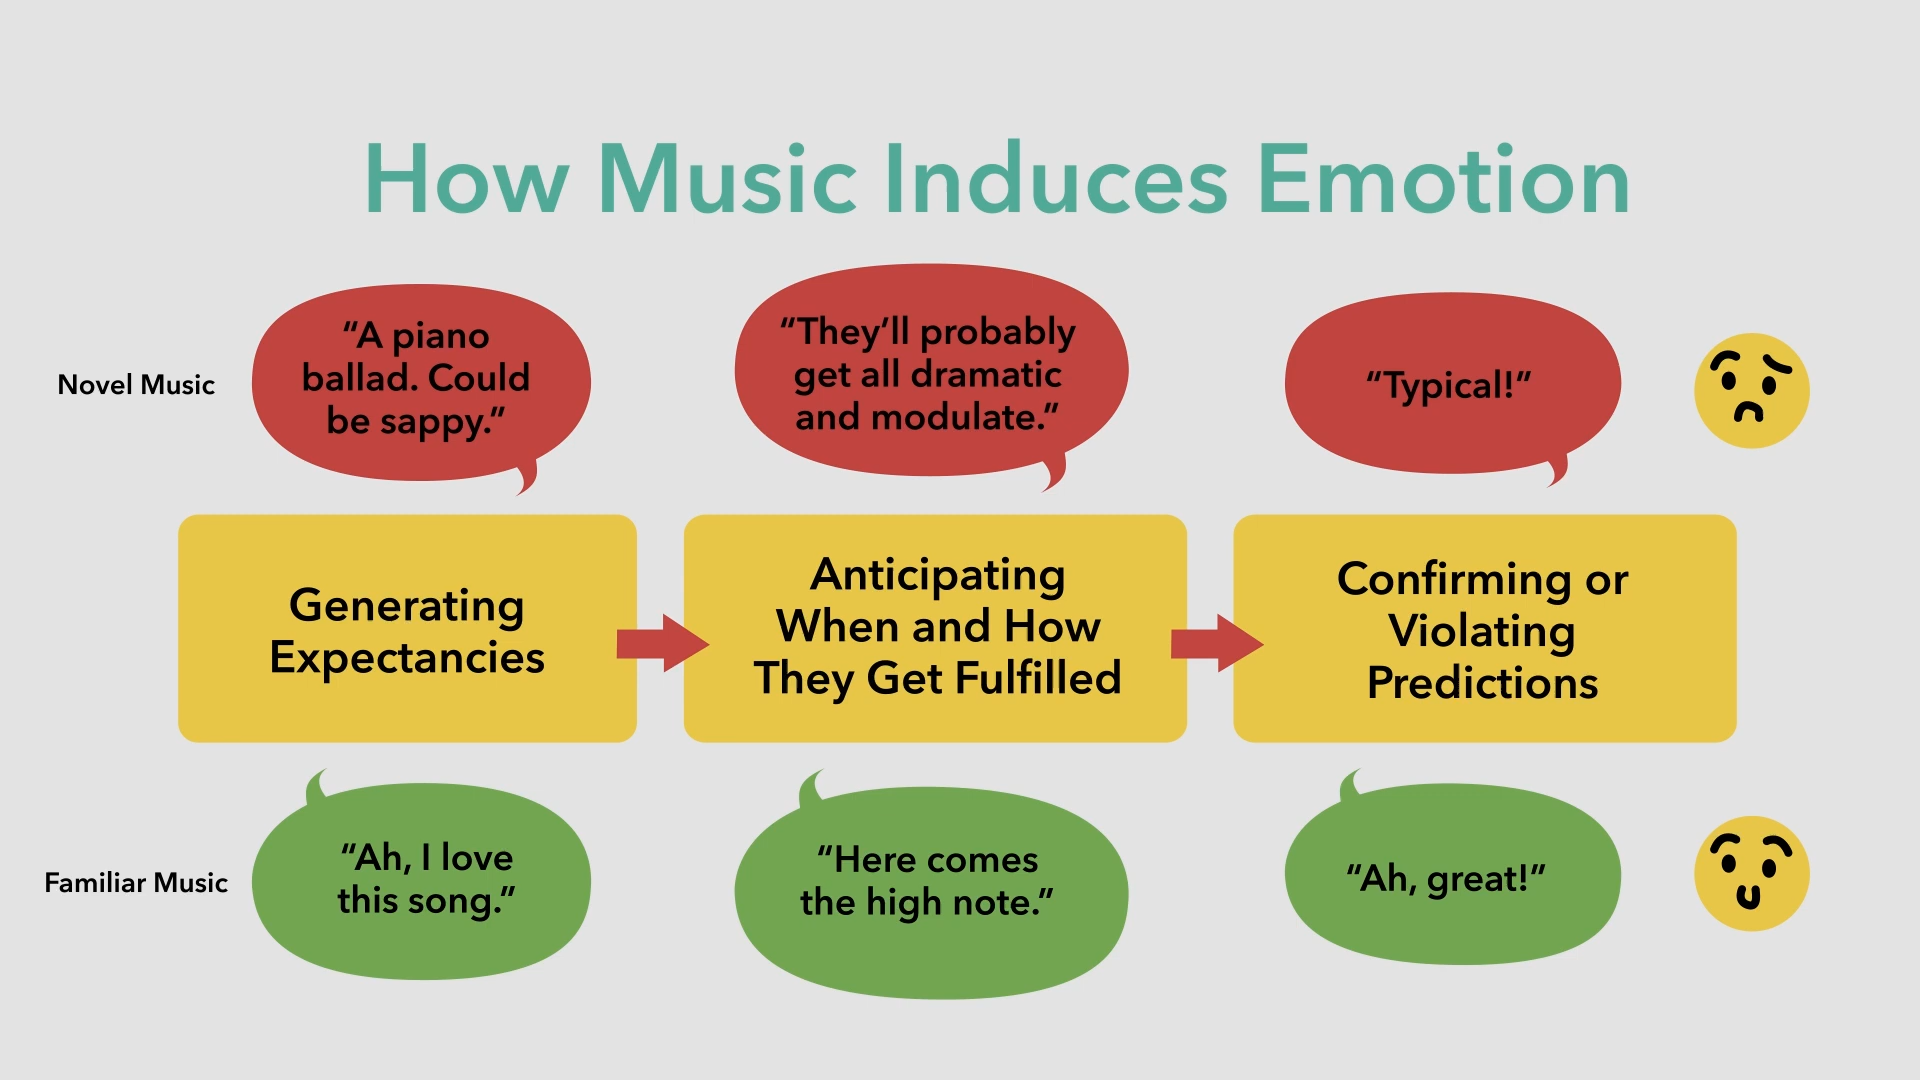 How Music Induces Emotion
Novel Music
“A piano
ballad. Could
be sappy.”
“They’ll probably
get all dramatic
and modulate.”
“Typical!”
Generating
Expectancies
Anticipating
When and How
They Get Fulfilled
Confirming or
Violating
Predictions
Familiar Music
“Ah, I love
this song.”
“Here comes
the high note.”
“Ah, great!”